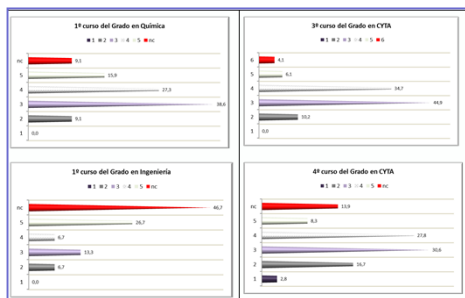 1º curso del Grado en Química
1 2 3 4 5 nc
nc 9,1
5 15,9
4 27,3
3 38,6
2 9,1
1 0,0
3º curso del Grado en CYTA
1 2 3 4 5 6
6 4,1
5 6,1
4 34,7
3 44,9
2 10,2
1 0,0
1º curso del Grado en Ingeniería
1 2 3 4 5 nc
nc 46,7
5 26,7
4 6,7
3 13,3
2 6,7
1 0,0
4º curso del Grado en CYTA
1 2 3 4 5 nc
nc 13,9
5 8,3
4 27,8
3 30,6
2 16,7
1 2,8